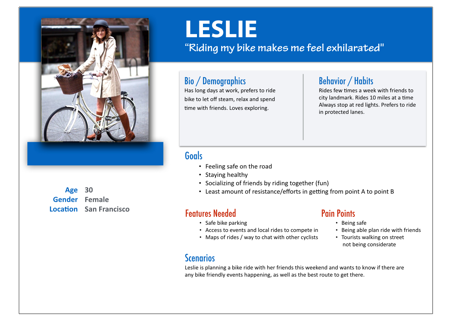 LESLIE
“Riding my bike makes me feel exhilarated”
Bio / Demographics
Has long days at work, prefers to ride
bike to let off steam, relax and spend
time with friends. Loves exploring.
Behavior / Habits
Rides few times a week with friends to
city landmark. Rides 10 miles at a time
Always stop at red lights. Prefers to ride
in protected lanes.
Goals
• Feeling safe on the road
• Staying healthy
• Socializing of friends by riding together (fun)
• Least amount of resistance/efforts in getting from point A to point B
Age 30
Gender Female
Location San Francisco
Features Needed
• Safe bike parking
• Access to events and local rides to compete in
• Maps of rides / way to chat with other cyclists
Pain Points
• Being safe
• Being able plan ride with friends
• Tourists walking on street
not being considerate
Scenarios
Leslie is planning a bike ride with her friends this weekend and wants to know if there are
any bike friendly events happening, as well as the best route to get there.